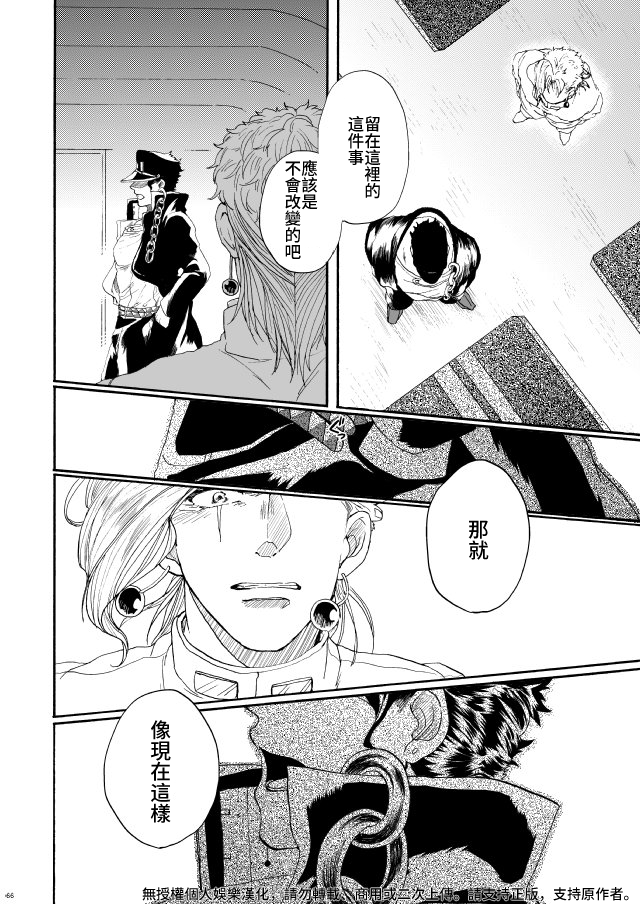 留在這裡的
這件事
應該是
不會改變的吧
ぐっ
那就
像現在這樣
無授權個人娛樂漢化，請勿轉載、商用或二次上傳。請支持正版，支持原作者。
66